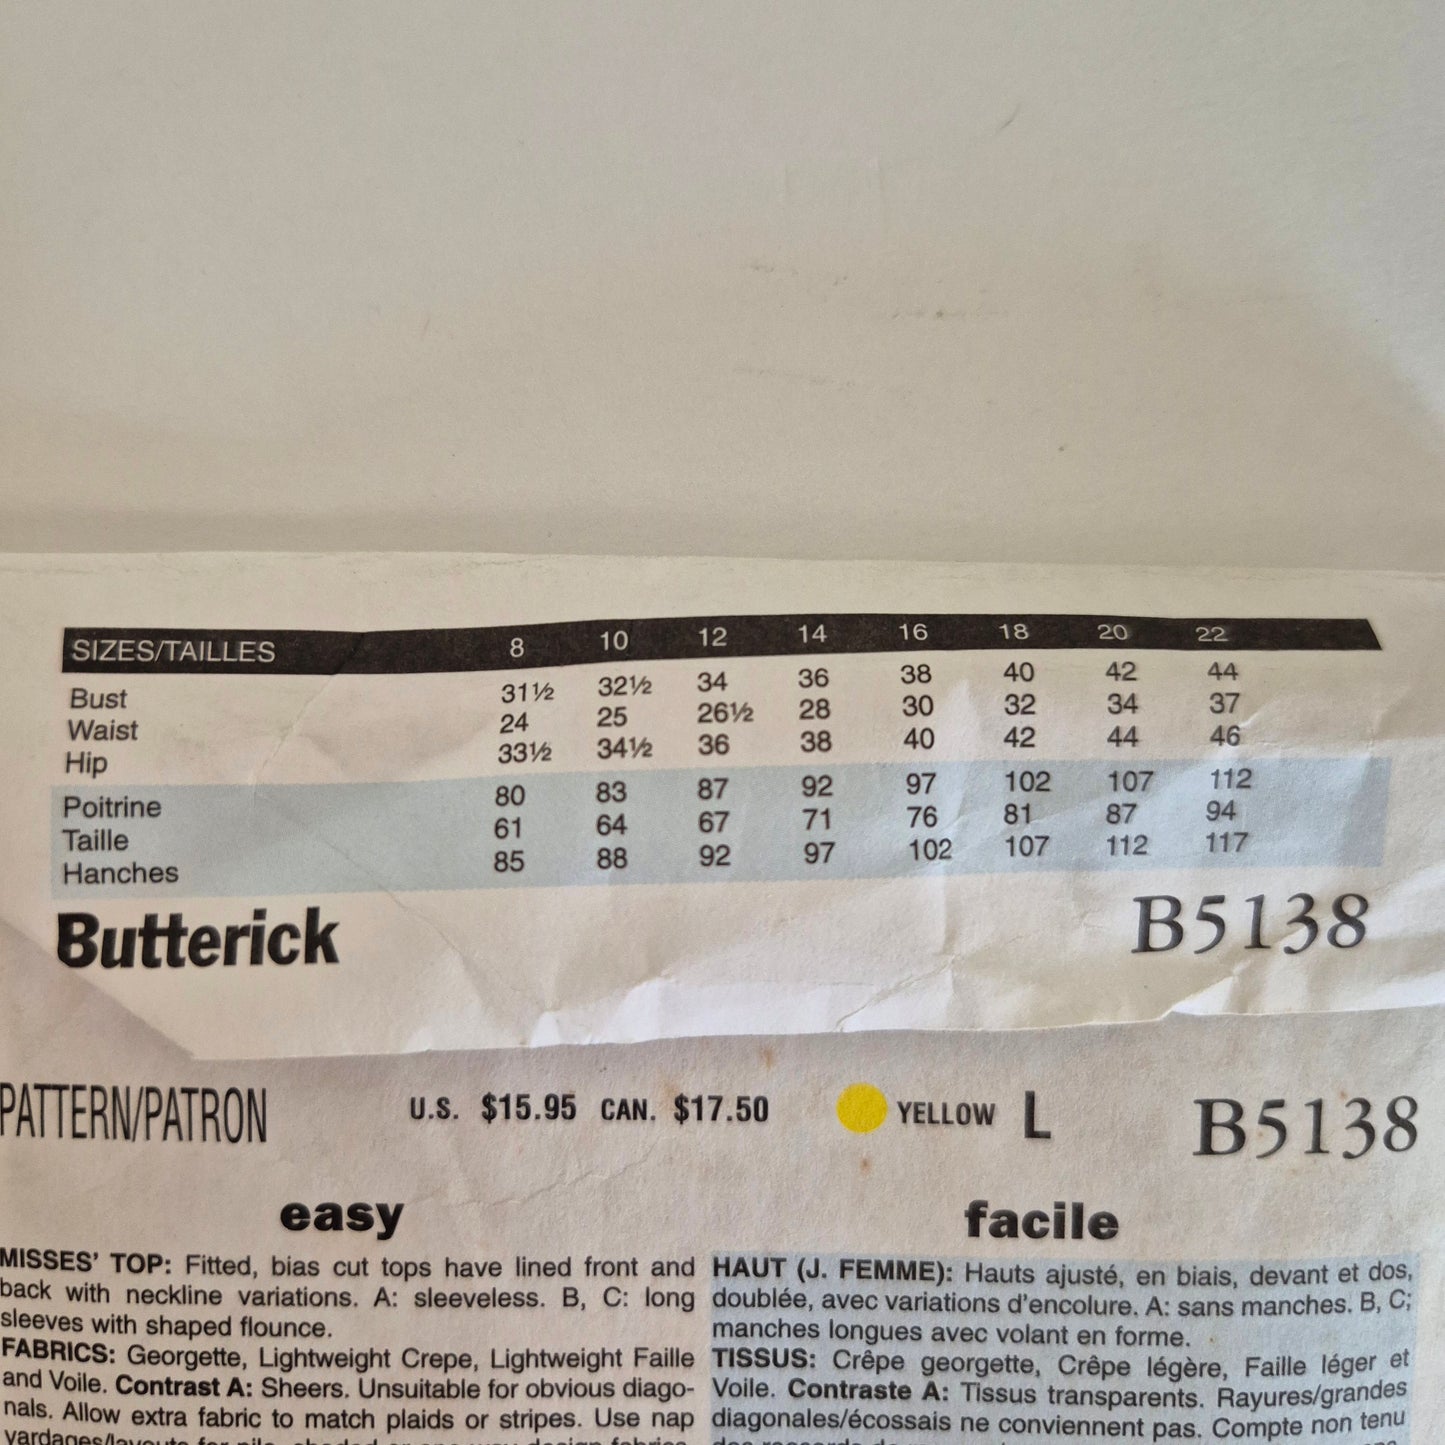 SIZES/TAILLES 8 10 12 14 16 18 20 22
Bust 31½ 32½ 34 36 38 40 42 44
Waist 24 25 26½ 28 30 32 34 37
Hip 33½ 34½ 36 38 40 42 44 46
Poitrine 80 83 87 92 97 102 107 112
Taille 61 64 67 71 76 81 87 94
Hanches 85 88 92 97 102 107 112 117
Butterick B5138
PATTERN/PATRON U.S. $15.95 CAN. $17.50 YELLOW L B5138
easy
MISSES' TOP: Fitted, bias cut tops have lined front and
back with neckline variations. A: sleeveless. B, C: long
sleeves with shaped flounce.
FABRICS: Georgette, Lightweight Crepe, Lightweight Faille
and Voile. Contrast A: Sheers. Unsuitable for obvious diago-
nals. Allow extra fabric to match plaids or stripes. Use nap
facile
HAUT (J. FEMME): Hauts ajusté, en biais, devant et dos,
doublée, avec variations d'encolure. A: sans manches. B, C;
manches longues avec volant en forme.
TISSUS: Crêpe georgette, Crêpe légère, Faille léger et
Voile. Contraste A: Tissus transparents. Rayures/grandes
diagonales/écossais ne conviennent pas. Compte non tenu